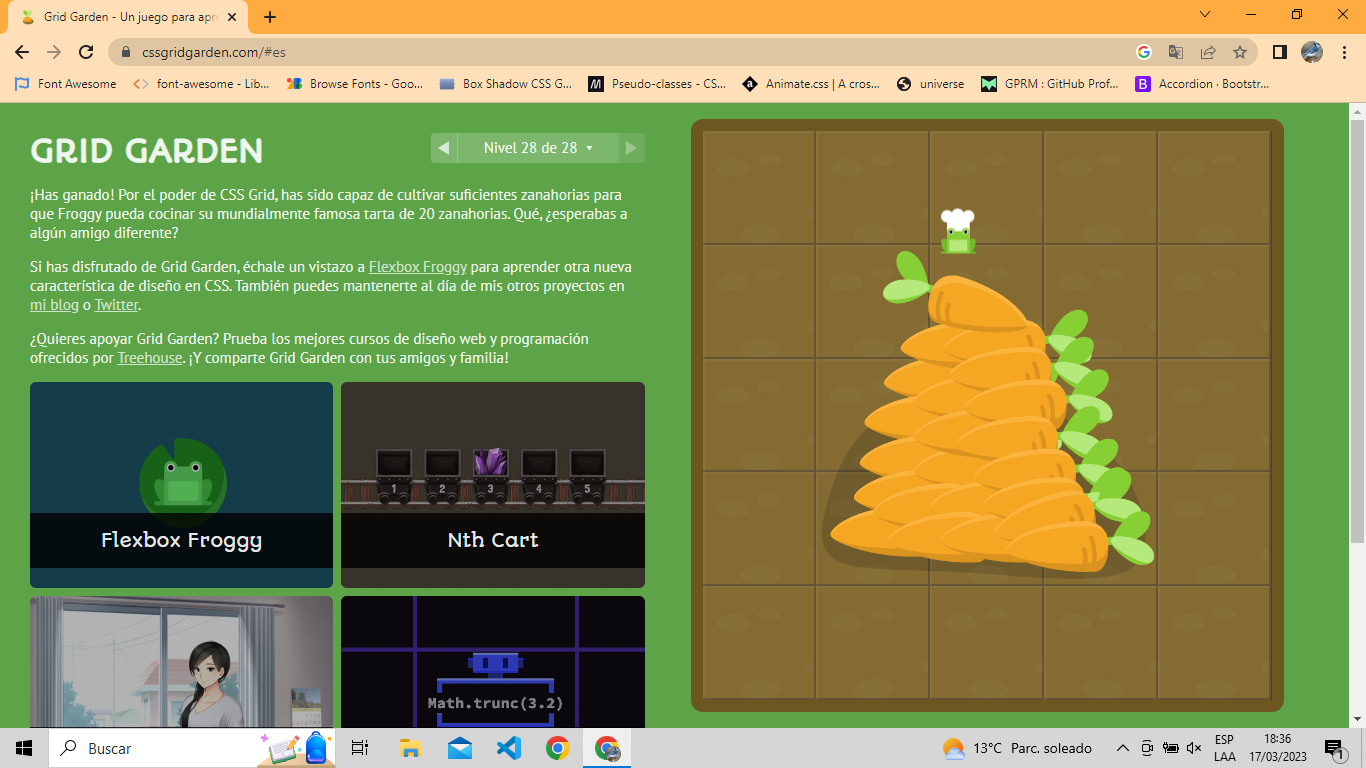 Grid Garden - Un juego para apre
cssgridgarden.com/#es
Font Awesome
font-awesome - Lib...
Browse Fonts - Goo...
Box Shadow CSS G...
Pseudo-classes - CS...
Animate.css | A cros...
universe
GPRM : GitHub Prof...
Accordion · Bootstr...
GRID GARDEN
Nivel 28 de 28
¡Has ganado! Por el poder de CSS Grid, has sido capaz de cultivar suficientes zanahorias para
que Froggy pueda cocinar su mundialmente famosa tarta de 20 zanahorias. Qué, ¿esperabas a
algún amigo diferente?
Si has disfrutado de Grid Garden, échale un vistazo a Flexbox Froggy para aprender otra nueva
característica de diseño en CSS. También puedes mantenerte al día de mis otros proyectos en
mi blog o Twitter.
¿Quieres apoyar Grid Garden? Prueba los mejores cursos de diseño web y programación
ofrecidos por Treehouse. ¡Y comparte Grid Garden con tus amigos y familia!
Flexbox Froggy
1 2 3 4 5
Nth Cart
Math.trunc(3.2)
Buscar
13°C Parc. soleado
ESP
LAA
18:36
17/03/2023
1